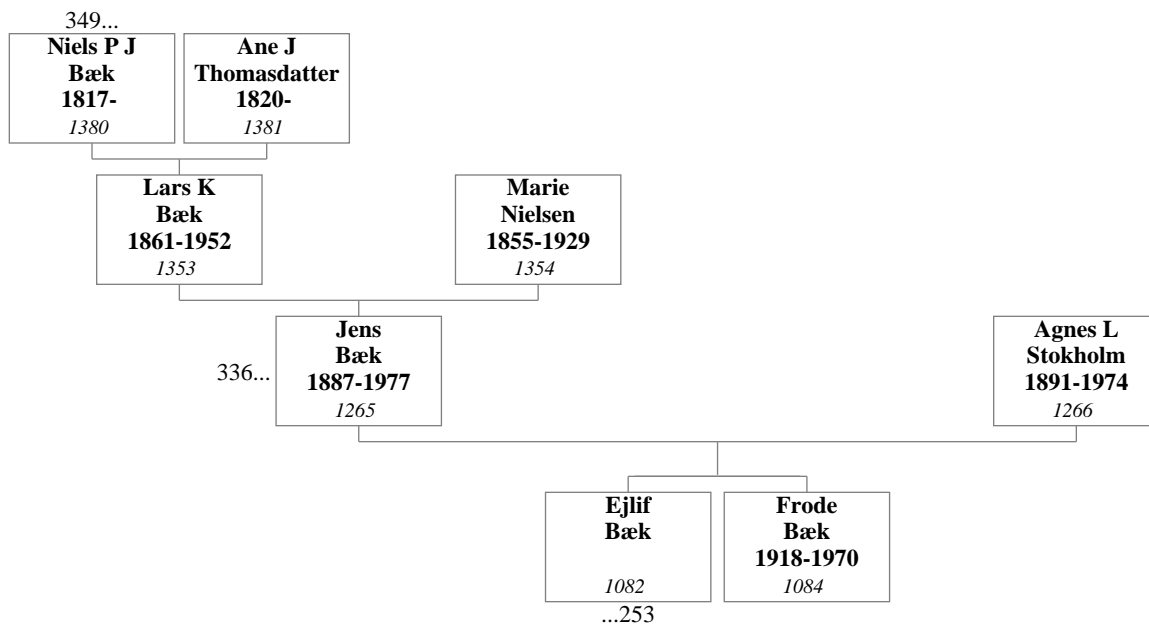 349...
Niels P J
Bæk
1817-
1380
Ane J
Thomasdatter
1820-
1381
Lars K
Bæk
1861-1952
1353
Marie
Nielsen
1855-1929
1354
336...
Jens
Bæk
1887-1977
1265
Agnes L
Stokholm
1891-1974
1266
Ejlif
Bæk
1082
...253
Frode
Bæk
1918-1970
1084